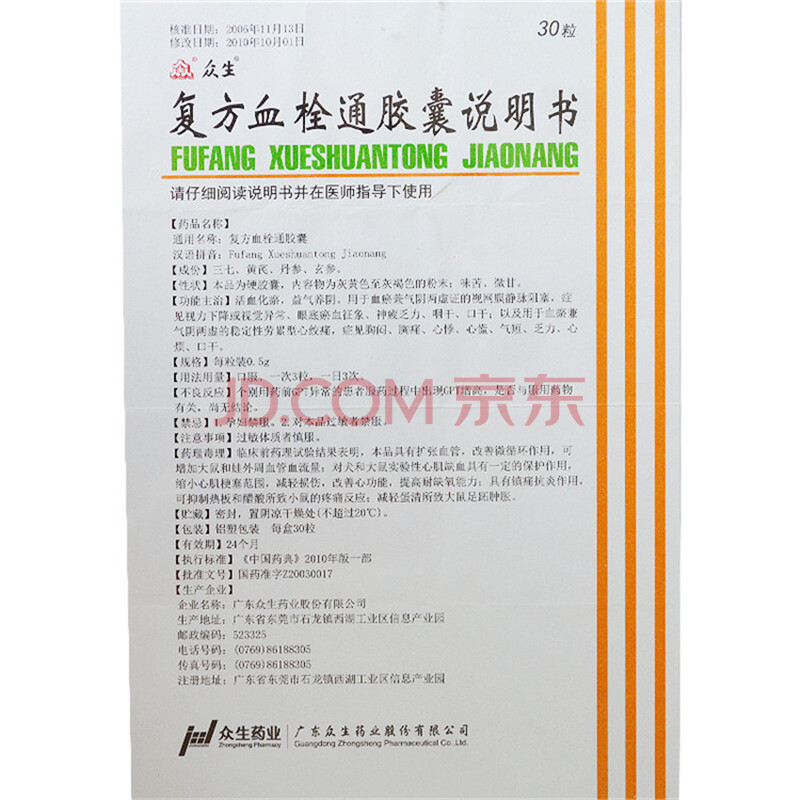 核准日期：2006年11月13日
修改日期：2010年10月01日
30粒
众生®
复方血栓通胶囊说明书
FUFANG XUESHUANTONG JIAONANG
请仔细阅读说明书并在医师指导下使用
【药品名称】
通用名称：复方血栓通胶囊
汉语拼音：Fufang Xueshuantong Jiaonang
【成份】三七、黄芪、丹参、玄参。
【性状】本品为硬胶囊，内容物为灰黄色至灰褐色的粉末；味苦、微甘。
【功能主治】活血化瘀，益气养阴。用于血瘀兼气阴两虚证的视网膜静脉阻塞，症
见视力下降或视觉异常、眼底瘀血征象、神疲乏力、咽干、口干；以及用于血瘀兼
气阴两虚的稳定性劳累型心绞痛，症见胸闷、胸痛、心悸、心慌、气短、乏力、心
烦、口干。
【规格】每粒装0.5g
【用法用量】口服。一次3粒，一日3次。
JD.COM 京东
【不良反应】个别用药前GPT异常的患者服药过程中出现GPT增高，是否与服用药物
有关，尚无结论。
【禁忌】1.孕妇禁服。2.对本品过敏者禁服。
【注意事项】过敏体质者慎服。
【药理毒理】临床前药理试验结果表明，本品具有扩张血管，改善微循环作用，可
增加大鼠和蛙外周血管血流量；对犬和大鼠实验性心肌缺血具有一定的保护作用，
缩小心肌梗塞范围，减轻损伤，改善心功能，提高耐缺氧能力；具有镇痛抗炎作用，
可抑制热板和醋酸所致小鼠的疼痛反应；减轻蛋清所致大鼠足跖肿胀。
【贮藏】密封，置阴凉干燥处(不超过20℃)。
【包装】铝塑包装 每盒30粒
【有效期】24个月
【执行标准】《中国药典》2010年版一部
【批准文号】国药准字Z20030017
【生产企业】
企业名称：广东众生药业股份有限公司
生产地址：广东省东莞市石龙镇西湖工业区信息产业园
邮政编码：523325
电话号码：(0769)86188305
传真号码：(0769)86188305
注册地址：广东省东莞市石龙镇西湖工业区信息产业园
众生药业
Zhongsheng Pharmacy
广东众生药业股份有限公司
Guangdong Zhongsheng Pharmaceutical Co.,Ltd.